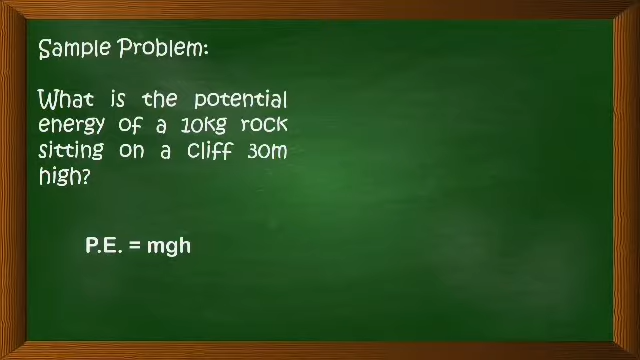 Sample Problem:
What is the potential
energy of a 10kg rock
sitting on a cliff 30m
high?
P.E. = mgh